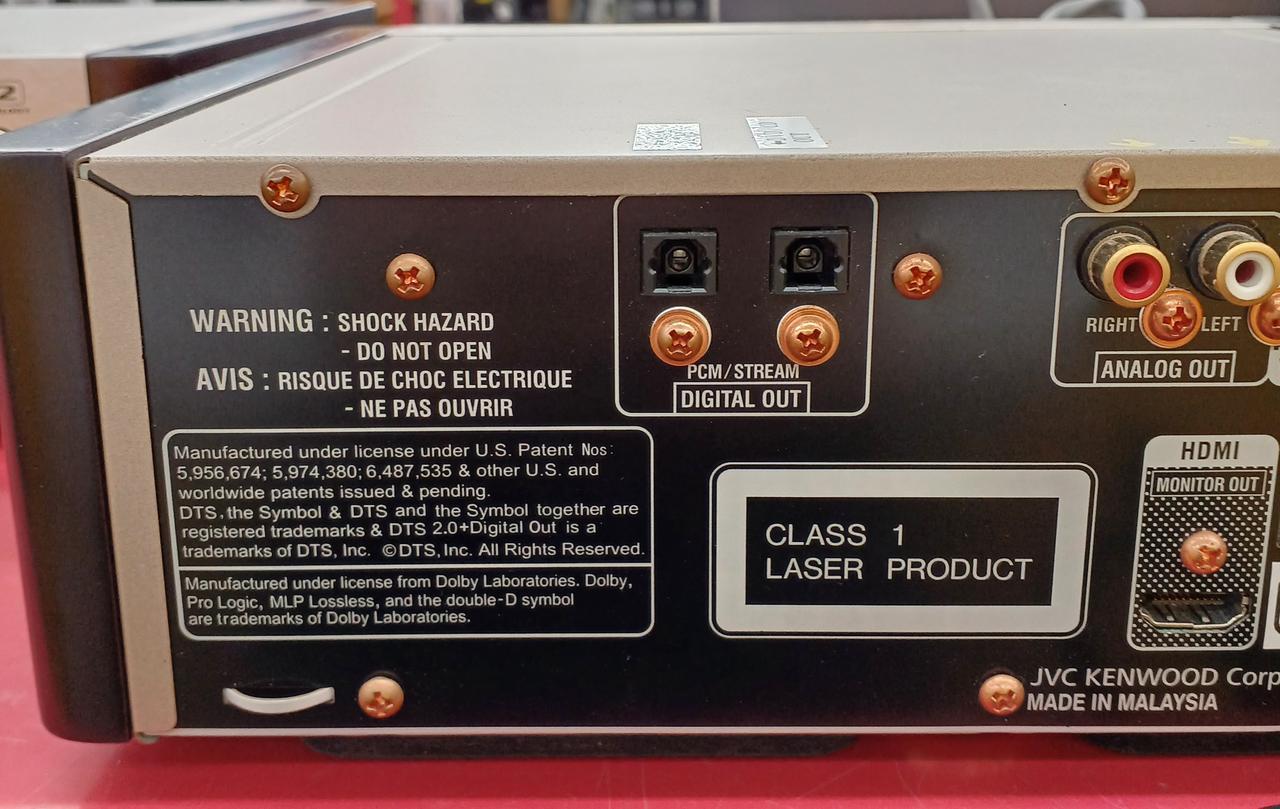 2
WARNING : SHOCK HAZARD
- DO NOT OPEN
AVIS : RISQUE DE CHOC ELECTRIQUE
- NE PAS OUVRIR
PCM/STREAM
DIGITAL OUT
RIGHT LEFT
ANALOG OUT
Manufactured under license under U.S. Patent Nos:
5,956,674; 5,974,380; 6,487,535 & other U.S. and
worldwide patents issued & pending.
DTS, the Symbol & DTS and the Symbol together are
registered trademarks & DTS 2.0+Digital Out is a
trademarks of DTS, Inc. ©DTS, Inc. All Rights Reserved.
Manufactured under license from Dolby Laboratories. Dolby,
Pro Logic, MLP Lossless, and the double-D symbol
are trademarks of Dolby Laboratories.
CLASS 1
LASER PRODUCT
HDMI
MONITOR OUT
JVC KENWOOD Corp
MADE IN MALAYSIA